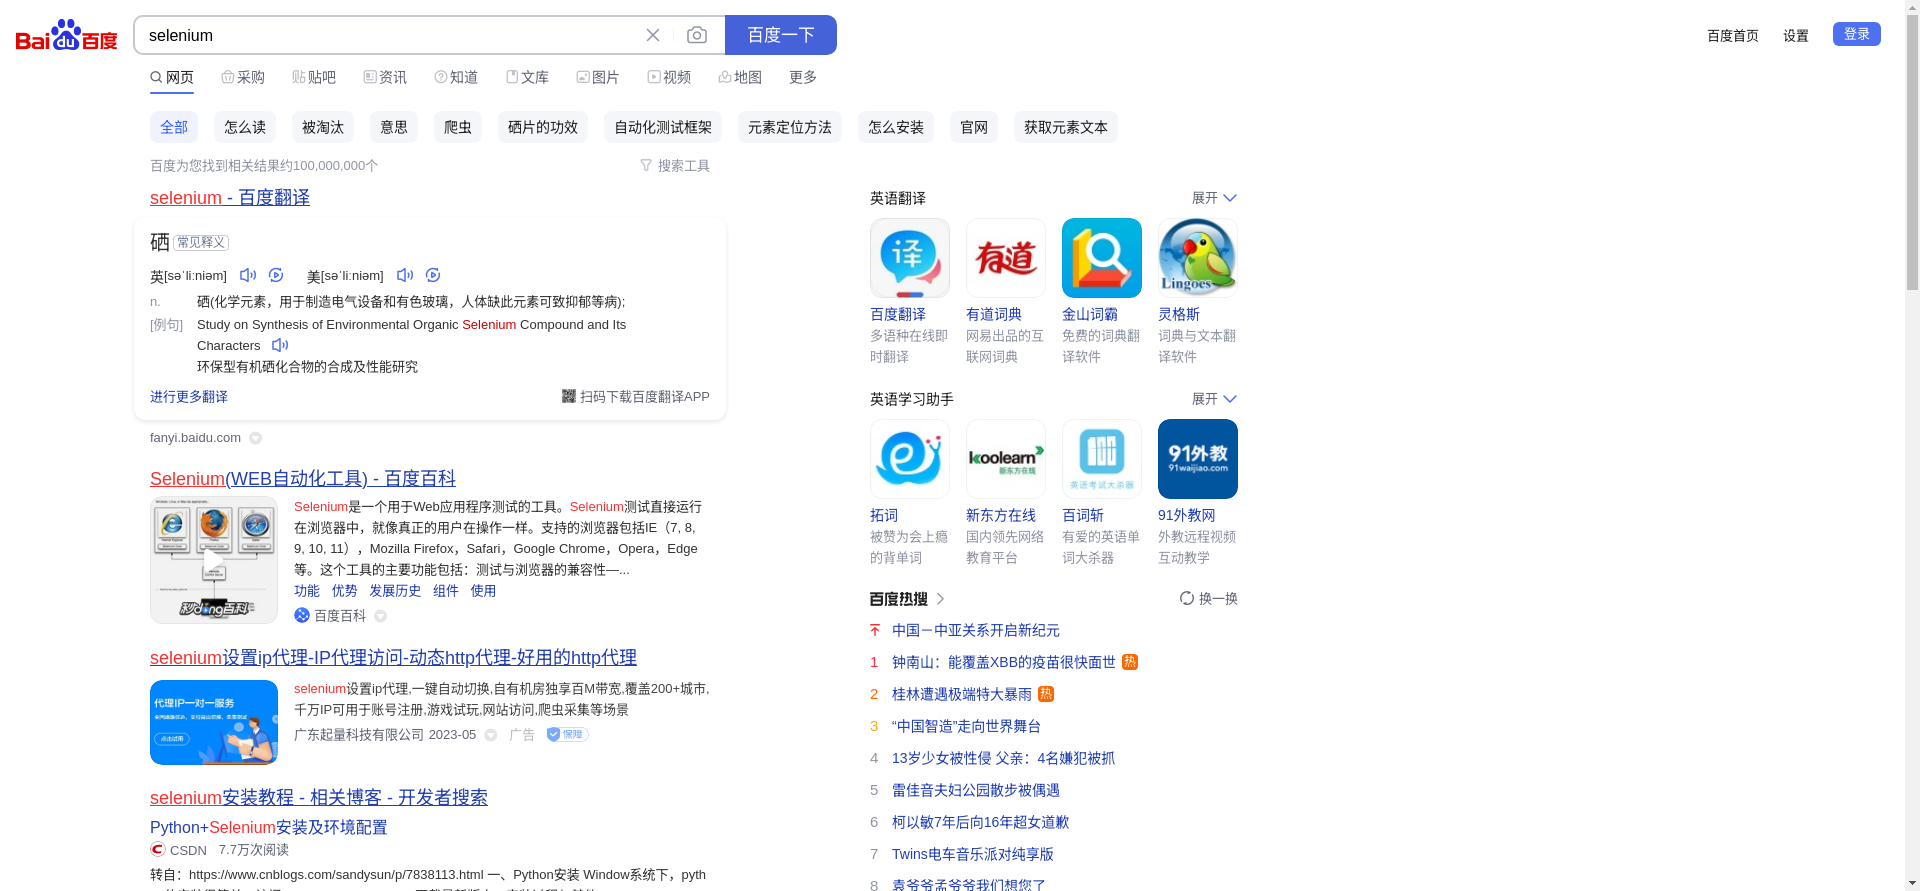 Bai du 百度
selenium
百度一下
百度首页 设置 登录
网页 采购 贴吧 资讯 知道 文库 图片 视频 地图 更多
全部 怎么读 被淘汰 意思 爬虫 硒片的功效 自动化测试框架 元素定位方法 怎么安装 官网 获取元素文本
百度为您找到相关结果约100,000,000个
搜索工具
selenium - 百度翻译
硒 常见释义
英[səˈliːniəm] 美[səˈliːniəm]
n. 硒(化学元素，用于制造电气设备和有色玻璃，人体缺此元素可致抑郁等病);
[例句] Study on Synthesis of Environmental Organic Selenium Compound and Its
Characters
环保型有机硒化合物的合成及性能研究
进行更多翻译
扫码下载百度翻译APP
fanyi.baidu.com
Selenium(WEB自动化工具) - 百度百科
Selenium是一个用于Web应用程序测试的工具。Selenium测试直接运行
在浏览器中，就像真正的用户在操作一样。支持的浏览器包括IE（7, 8,
9, 10, 11），Mozilla Firefox，Safari，Google Chrome，Opera，Edge
等。这个工具的主要功能包括：测试与浏览器的兼容性—...
功能 优势 发展历史 组件 使用
秒dong百科
百度百科
selenium设置ip代理-IP代理访问-动态http代理-好用的http代理
代理IP一对一服务
点击试用
selenium设置ip代理,一键自动切换,自有机房独享百M带宽,覆盖200+城市,
千万IP可用于账号注册,游戏试玩,网站访问,爬虫采集等场景
广东起量科技有限公司 2023-05 广告 保障
selenium安装教程 - 相关博客 - 开发者搜索
Python+Selenium安装及环境配置
CSDN 7.7万次阅读
转自：https://www.cnblogs.com/sandysun/p/7838113.html 一、Python安装 Window系统下，pyth
英语翻译 展开
译
有道
Lingoes
百度翻译 有道词典 金山词霸 灵格斯
多语种在线即 网易出品的互 免费的词典翻 词典与文本翻
时翻译 联网词典 译软件 译软件
英语学习助手 展开
koolearn
新东方在线
英语考试大杀器
91外教
91waijiao.com
拓词 新东方在线 百词斩 91外教网
被赞为会上瘾 国内领先网络 有爱的英语单 外教远程视频
的背单词 教育平台 词大杀器 互动教学
百度热搜 换一换
中国－中亚关系开启新纪元
1 钟南山：能覆盖XBB的疫苗很快面世 热
2 桂林遭遇极端特大暴雨 热
3 “中国智造”走向世界舞台
4 13岁少女被性侵 父亲：4名嫌犯被抓
5 雷佳音夫妇公园散步被偶遇
6 柯以敏7年后向16年超女道歉
7 Twins电车音乐派对纯享版
8 袁爷爷孟爷爷我们想您了